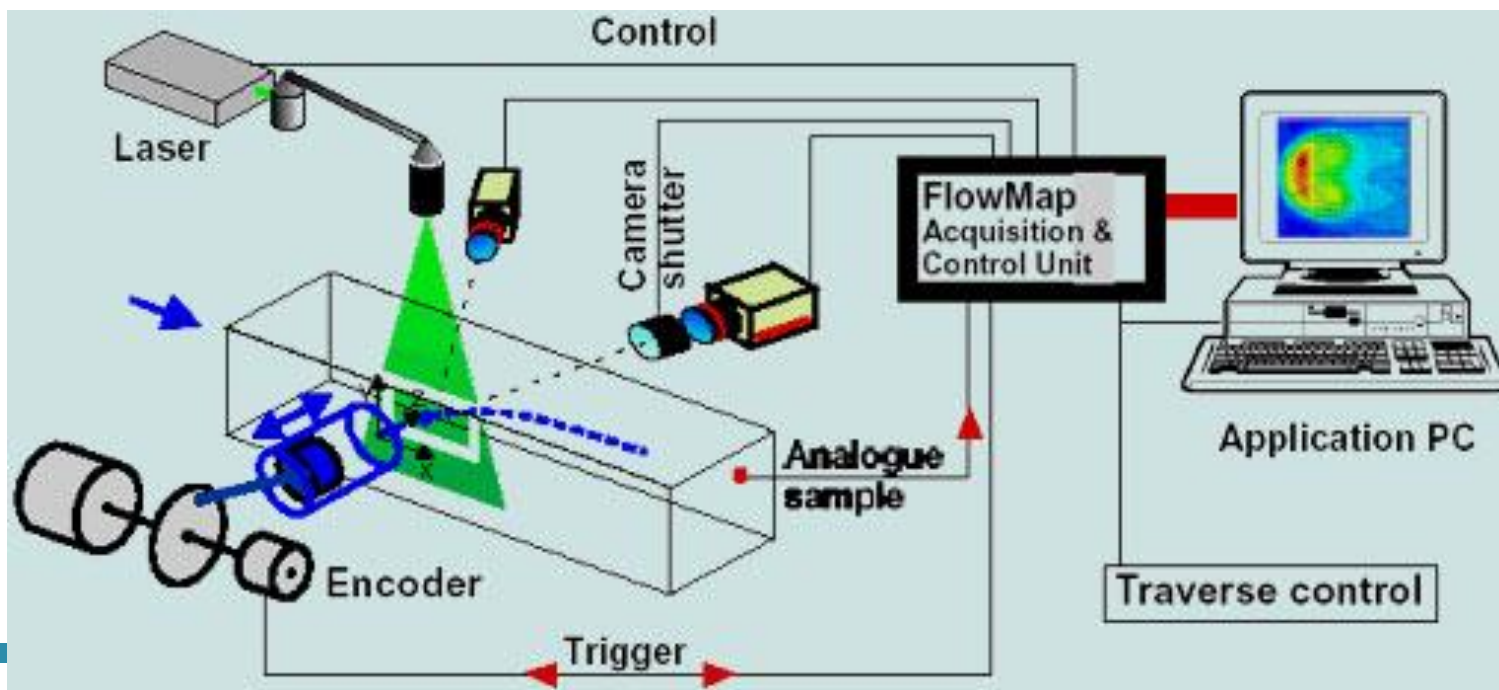 Control
Laser
Camera
shutter
FlowMap
Acquisition &
Control Unit
Y
Z
X
Analogue
sample
Application PC
Encoder
Traverse control
Trigger